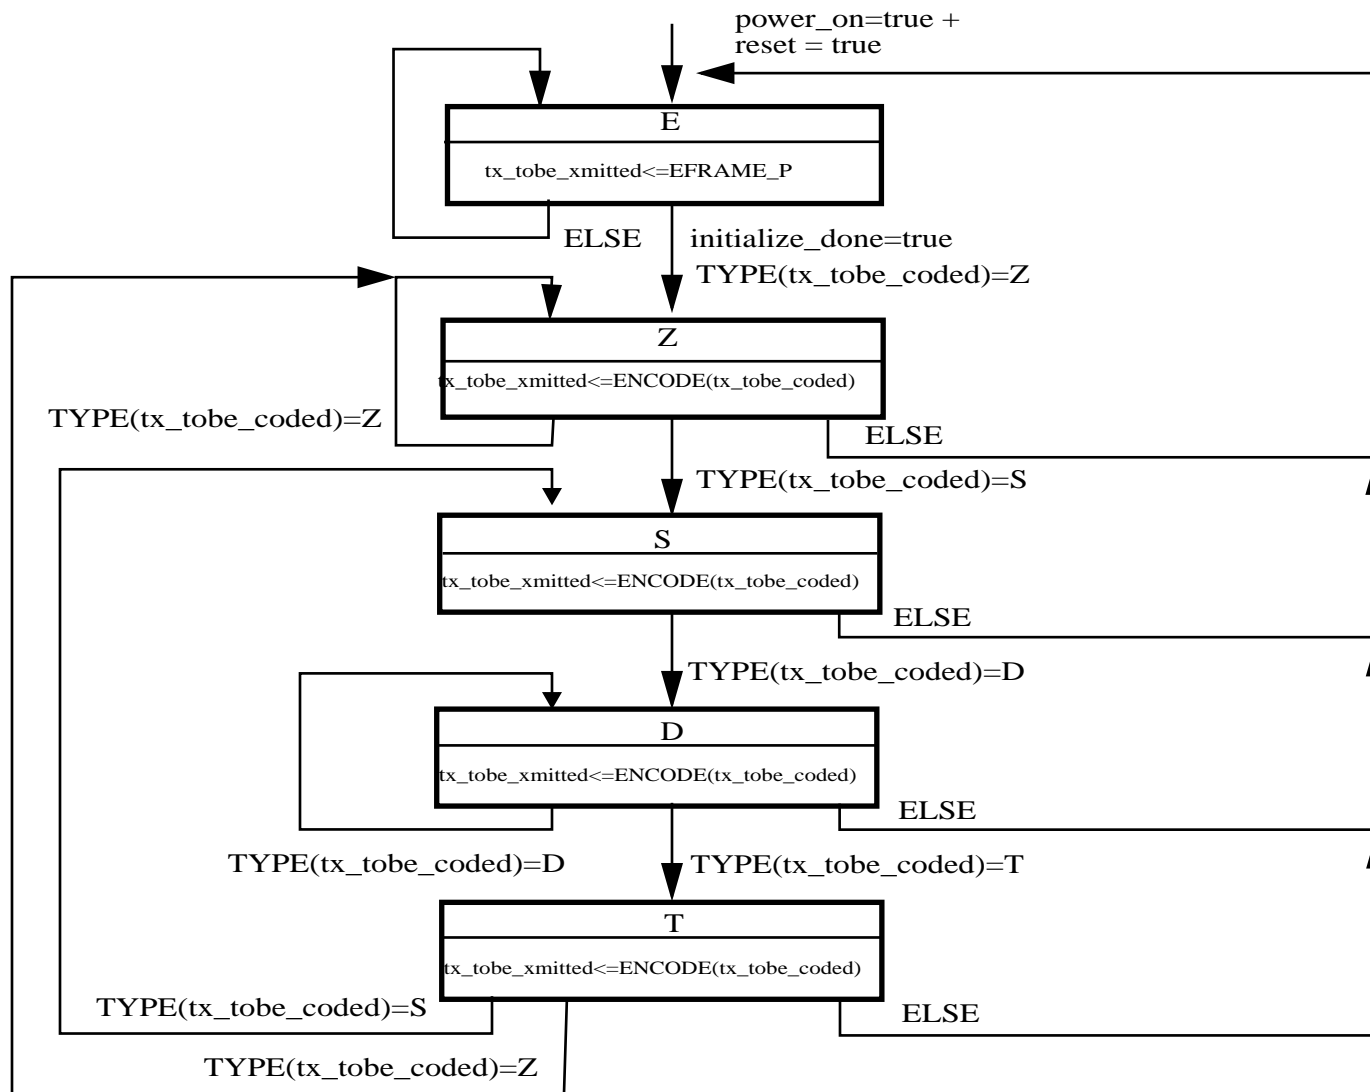 power_on=true +
reset = true
E
tx_tobe_xmitted<=EFRAME_P
ELSE
initialize_done=true
TYPE(tx_tobe_coded)=Z
Z
tx_tobe_xmitted<=ENCODE(tx_tobe_coded)
TYPE(tx_tobe_coded)=Z
ELSE
TYPE(tx_tobe_coded)=S
S
tx_tobe_xmitted<=ENCODE(tx_tobe_coded)
ELSE
TYPE(tx_tobe_coded)=D
D
tx_tobe_xmitted<=ENCODE(tx_tobe_coded)
ELSE
TYPE(tx_tobe_coded)=D
TYPE(tx_tobe_coded)=T
T
tx_tobe_xmitted<=ENCODE(tx_tobe_coded)
TYPE(tx_tobe_coded)=S
ELSE
TYPE(tx_tobe_coded)=Z